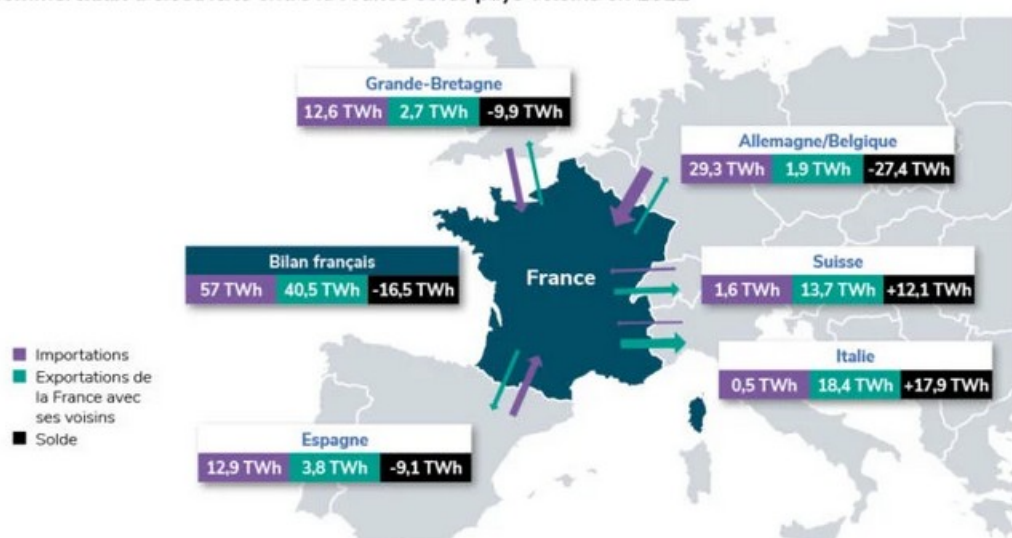 Grande-Bretagne
12,6 TWh 2,7 TWh -9,9 TWh
Allemagne/Belgique
29,3 TWh 1,9 TWh -27,4 TWh
Bilan français
57 TWh 40,5 TWh -16,5 TWh
France
Suisse
1,6 TWh 13,7 TWh +12,1 TWh
Italie
0,5 TWh 18,4 TWh +17,9 TWh
Importations
Exportations de
la France avec
ses voisins
Solde
Espagne
12,9 TWh 3,8 TWh -9,1 TWh